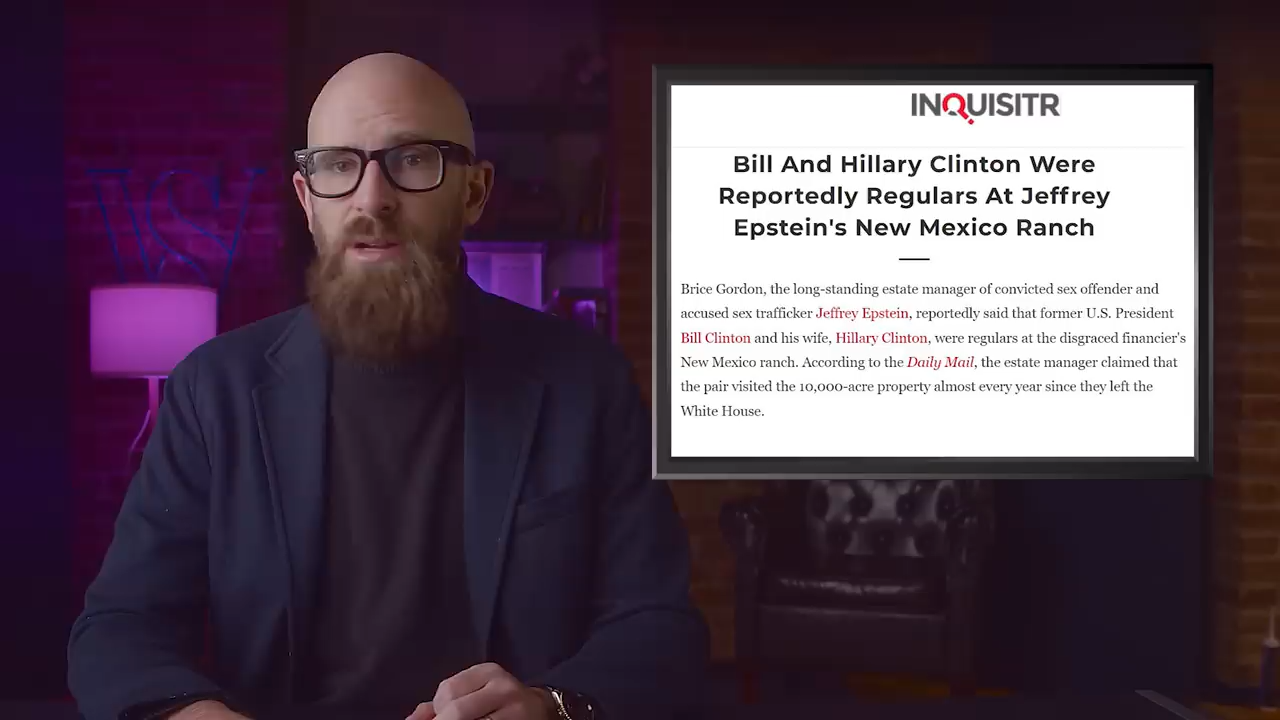 INQUISITR
Bill And Hillary Clinton Were
Reportedly Regulars At Jeffrey
Epstein's New Mexico Ranch
Brice Gordon, the long-standing estate manager of convicted sex offender and
accused sex trafficker Jeffrey Epstein, reportedly said that former U.S. President
Bill Clinton and his wife, Hillary Clinton, were regulars at the disgraced financier's
New Mexico ranch. According to the Daily Mail, the estate manager claimed that
the pair visited the 10,000-acre property almost every year since they left the
White House.